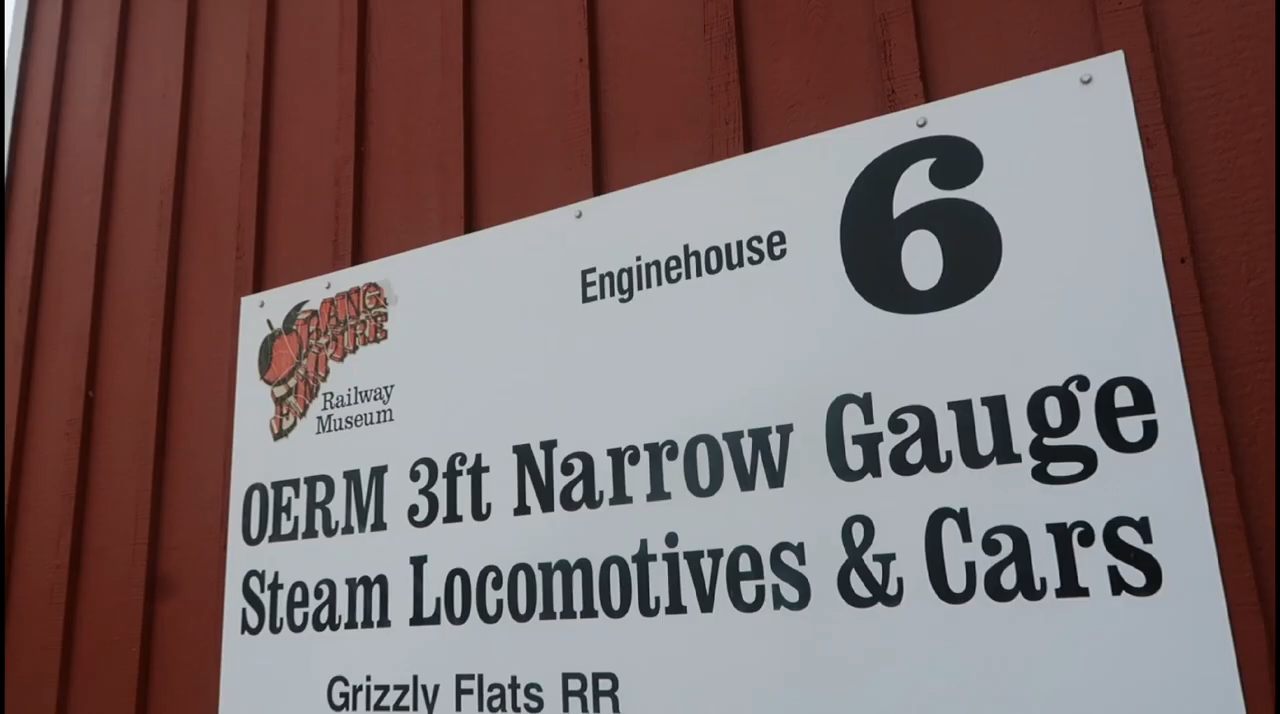 Enginehouse 6
ORANGE
EMPIRE
Railway
Museum
OERM 3ft Narrow Gauge
Steam Locomotives & Cars
Grizzly Flats RR